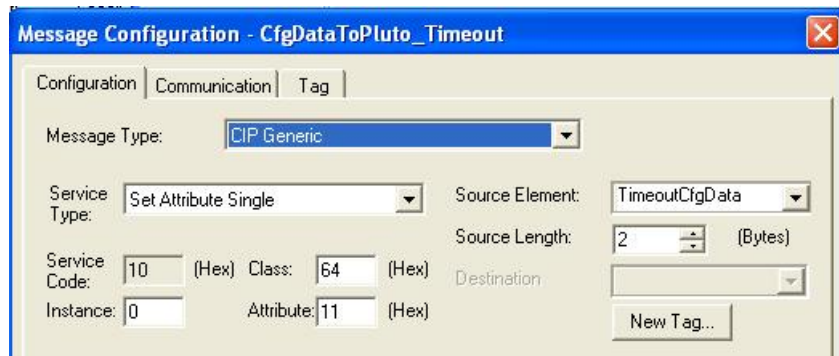 Message Configuration - CfgDataToPluto_Timeout
Configuration Communication Tag
Message Type: CIP Generic
Service Type: Set Attribute Single
Source Element: TimeoutCfgData
Source Length: 2 (Bytes)
Service Code: 10 (Hex) Class: 64 (Hex)
Destination
Instance: 0 Attribute: 11 (Hex)
New Tag...